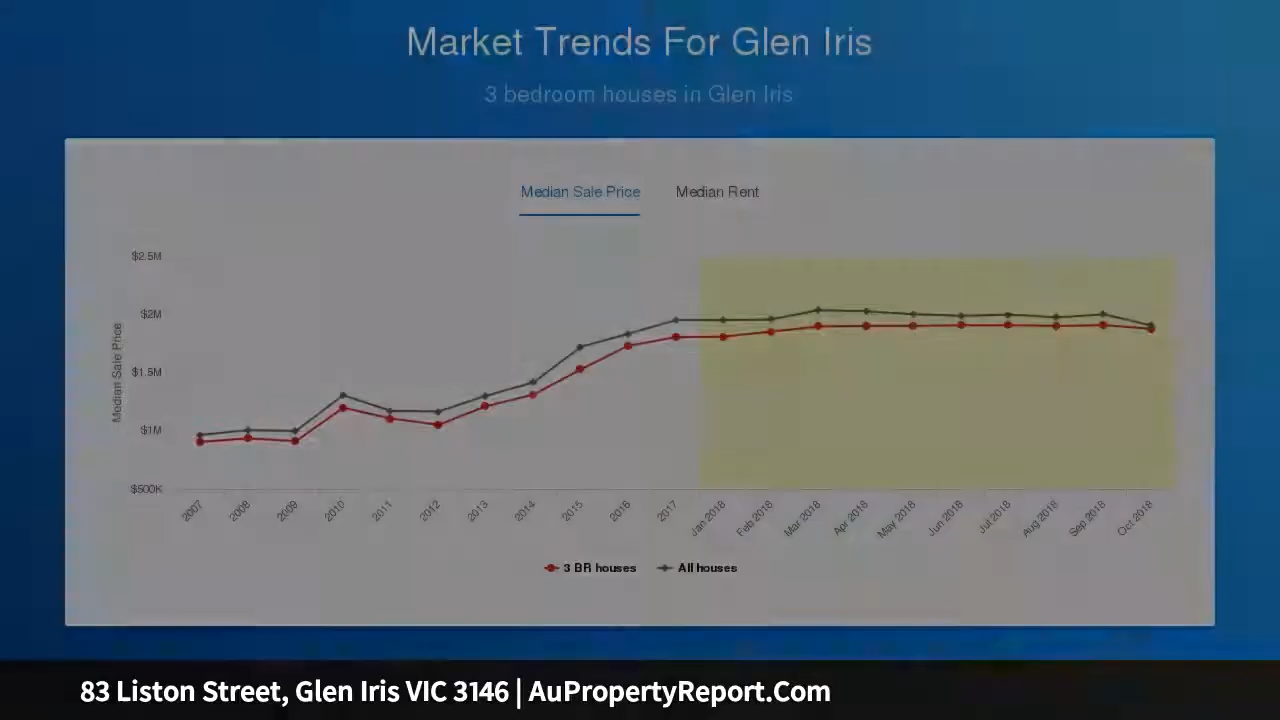 Market Trends For Glen Iris
3 bedroom houses in Glen Iris
Median Sale Price Median Rent
Median Sale Price
$2.5M
$2M
$1.5M
$1M
$500K
2007 2008 2009 2010 2011 2012 2013 2014 2015 2016 2017 Jan 2018 Feb 2018 Mar 2018 Apr 2018 May 2018 Jun 2018 Jul 2018 Aug 2018 Sep 2018 Oct 2018
3 BR houses All houses
83 Liston Street, Glen Iris VIC 3146 | AuPropertyReport.Com